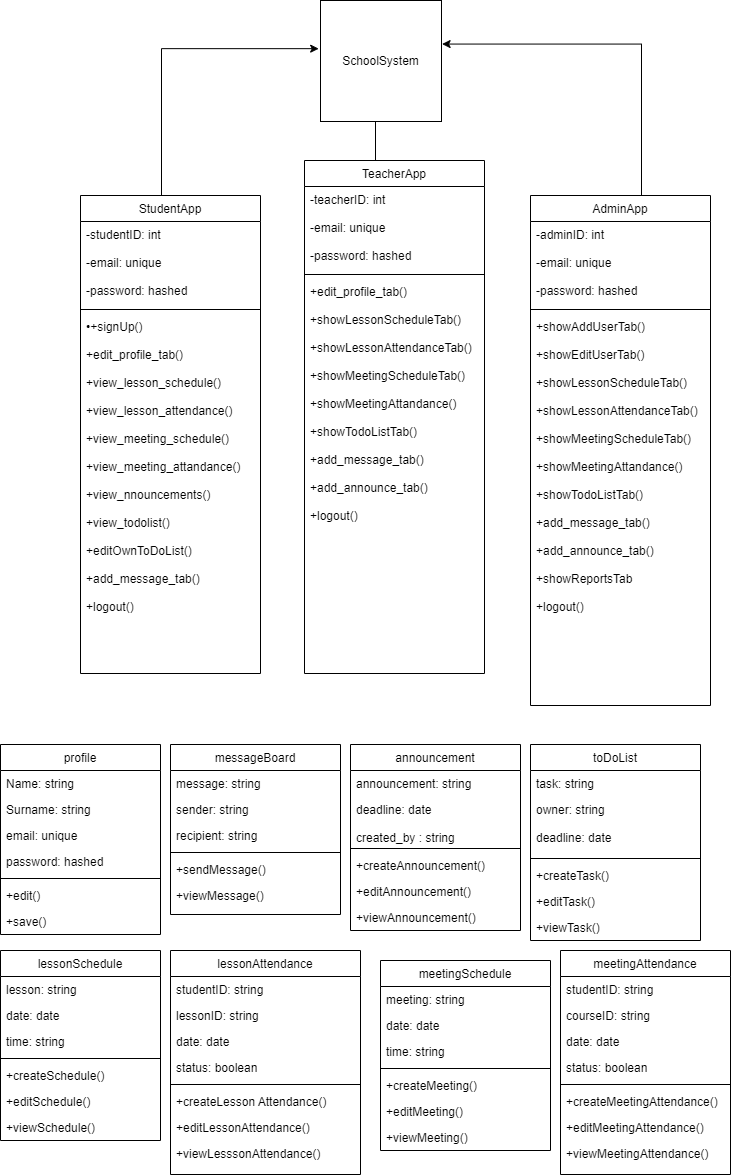 SchoolSystem
StudentApp
-studentID: int
-email: unique
-password: hashed
•+signUp()
+edit_profile_tab()
+view_lesson_schedule()
+view_lesson_attendance()
+view_meeting_schedule()
+view_meeting_attandance()
+view_nnouncements()
+view_todolist()
+editOwnToDoList()
+add_message_tab()
+logout()
TeacherApp
-teacherID: int
-email: unique
-password: hashed
+edit_profile_tab()
+showLessonScheduleTab()
+showLessonAttendanceTab()
+showMeetingScheduleTab()
+showMeetingAttandance()
+showTodoListTab()
+add_message_tab()
+add_announce_tab()
+logout()
AdminApp
-adminID: int
-email: unique
-password: hashed
+showAddUserTab()
+showEditUserTab()
+showLessonScheduleTab()
+showLessonAttendanceTab()
+showMeetingScheduleTab()
+showMeetingAttandance()
+showTodoListTab()
+add_message_tab()
+add_announce_tab()
+showReportsTab
+logout()
profile
Name: string
Surname: string
email: unique
password: hashed
+edit()
+save()
messageBoard
message: string
sender: string
recipient: string
+sendMessage()
+viewMessage()
announcement
announcement: string
deadline: date
created_by : string
+createAnnouncement()
+editAnnouncement()
+viewAnnouncement()
toDoList
task: string
owner: string
deadline: date
+createTask()
+editTask()
+viewTask()
lessonSchedule
lesson: string
date: date
time: string
+createSchedule()
+editSchedule()
+viewSchedule()
lessonAttendance
studentID: string
lessonID: string
date: date
status: boolean
+createLesson Attendance()
+editLessonAttendance()
+viewLesssonAttendance()
meetingSchedule
meeting: string
date: date
time: string
+createMeeting()
+editMeeting()
+viewMeeting()
meetingAttendance
studentID: string
courseID: string
date: date
status: boolean
+createMeetingAttendance()
+editMeetingAttendance()
+viewMeetingAttendance()